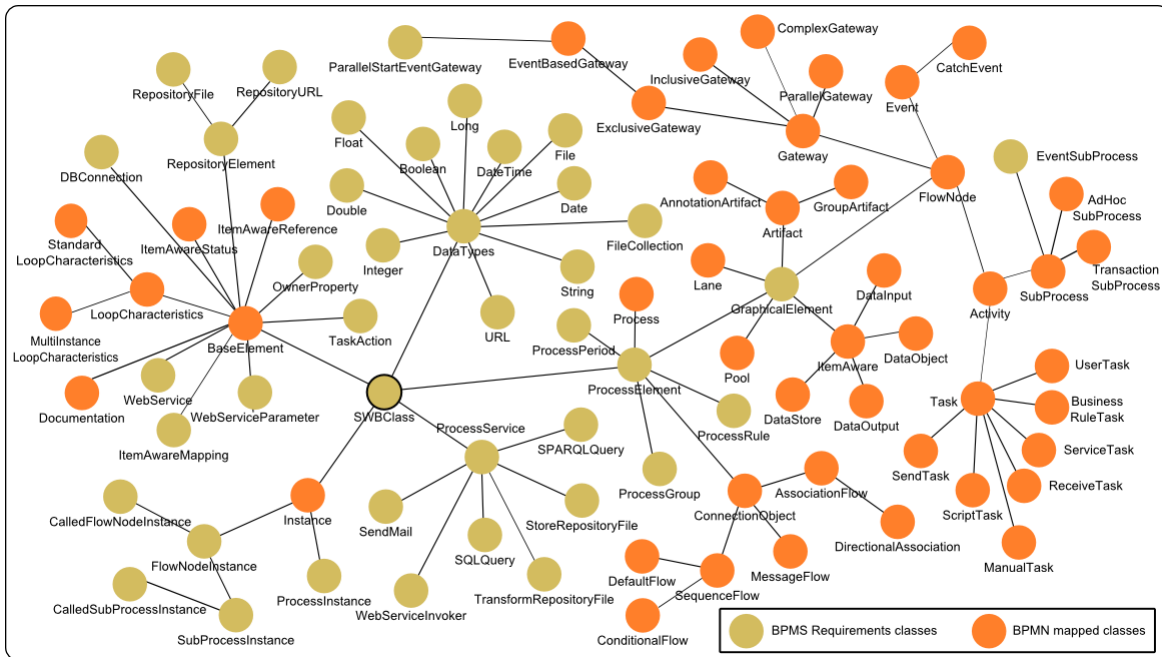 ComplexGateway
ParallelStartEventGateway
EventBasedGateway
CatchEvent
InclusiveGateway
RepositoryFile
RepositoryURL
ParallelGateway
Event
Long
ExclusiveGateway
Float
File
Gateway
EventSubProcess
RepositoryElement
Boolean
DateTime
DBConnection
FlowNode
AdHoc
SubProcess
AnnotationArtifact
GroupArtifact
Double
Date
ItemAwareReference
Artifact
Standard
LoopCharacteristics
ItemAwareStatus
DataTypes
FileCollection
Integer
Transaction
SubProcess
OwnerProperty
String
Lane
GraphicalElement
DataInput
SubProcess
Activity
LoopCharacteristics
Process
URL
MultiInstance
LoopCharacteristics
BaseElement
TaskAction
ProcessPeriod
DataObject
ItemAware
Pool
UserTask
ProcessElement
WebService
SWBClass
Task
Business
RuleTask
Documentation
WebServiceParameter
DataStore
DataOutput
ProcessService
ProcessRule
SPARQLQuery
ItemAwareMapping
ServiceTask
SendTask
ReceiveTask
ProcessGroup
AssociationFlow
ConnectionObject
ScriptTask
CalledFlowNodeInstance
Instance
SendMail
StoreRepositoryFile
DirectionalAssociation
FlowNodeInstance
SQLQuery
ManualTask
MessageFlow
DefaultFlow
SequenceFlow
CalledSubProcessInstance
ProcessInstance
TransformRepositoryFile
WebServiceInvoker
SubProcessInstance
ConditionalFlow
BPMS Requirements classes
BPMN mapped classes